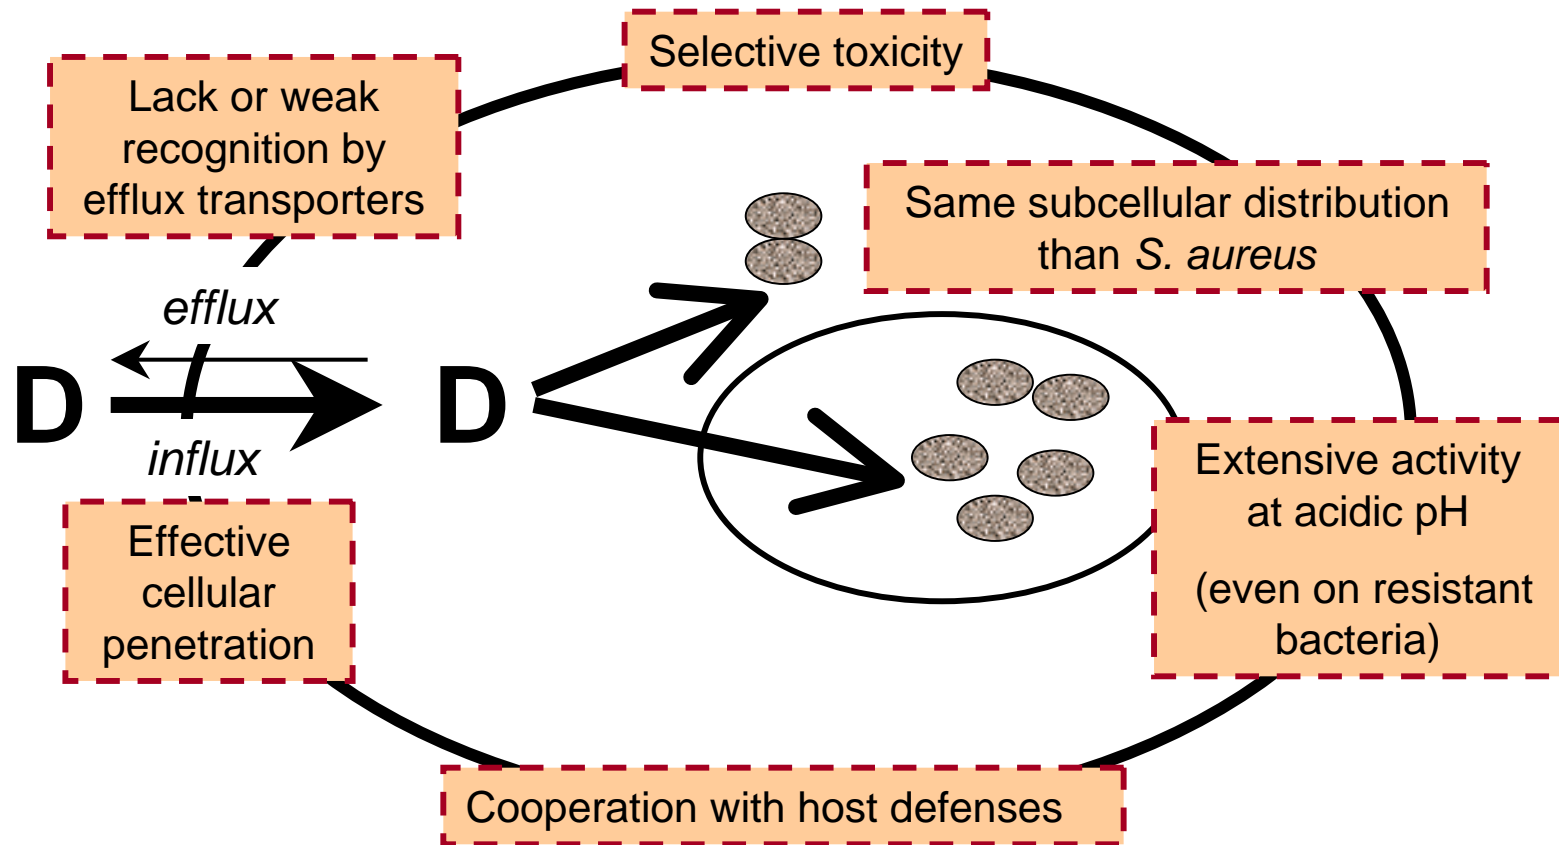 Selective toxicity
Lack or weak
recognition by
efflux transporters
Same subcellular distribution
than S. aureus
efflux
D
D
influx
Extensive activity
at acidic pH
(even on resistant
bacteria)
Effective
cellular
penetration
Cooperation with host defenses